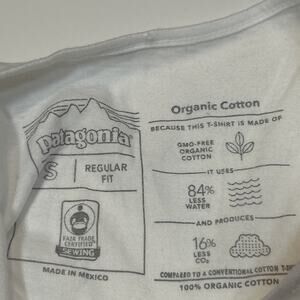 patagonia
S
REGULAR
FIT
FAIR TRADE
CERTIFIED
SEWING
MADE IN MEXICO
Organic Cotton
BECAUSE THIS T-SHIRT IS MADE OF
GMO-FREE
ORGANIC
COTTON
IT USES
84%
LESS
WATER
AND PRODUCES
16%
LESS
CO₂
COMPARED TO A CONVENTIONAL COTTON T-S
100% ORGANIC COTTON